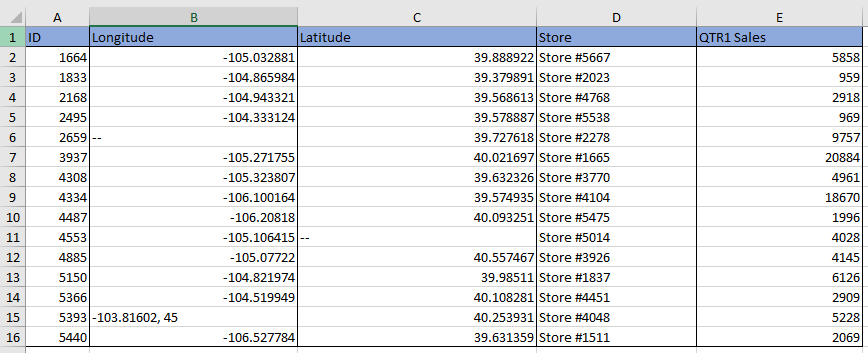 A B C D E
1 ID Longitude Latitude Store QTR1 Sales
2 1664 -105.032881 39.888922 Store #5667 5858
3 1833 -104.865984 39.379891 Store #2023 959
4 2168 -104.943321 39.568613 Store #4768 2918
5 2495 -104.333124 39.578887 Store #5538 969
6 2659 -- 39.727618 Store #2278 9757
7 3937 -105.271755 40.021697 Store #1665 20884
8 4308 -105.323807 39.632326 Store #3770 4961
9 4334 -106.100164 39.574935 Store #4104 18670
10 4487 -106.20818 40.093251 Store #5475 1996
11 4553 -105.106415 -- Store #5014 4028
12 4885 -105.07722 40.557467 Store #3926 4145
13 5150 -104.821974 39.98511 Store #1837 6126
14 5366 -104.519949 40.108281 Store #4451 2909
15 5393 -103.81602, 45 40.253931 Store #4048 5228
16 5440 -106.527784 39.631359 Store #1511 2069